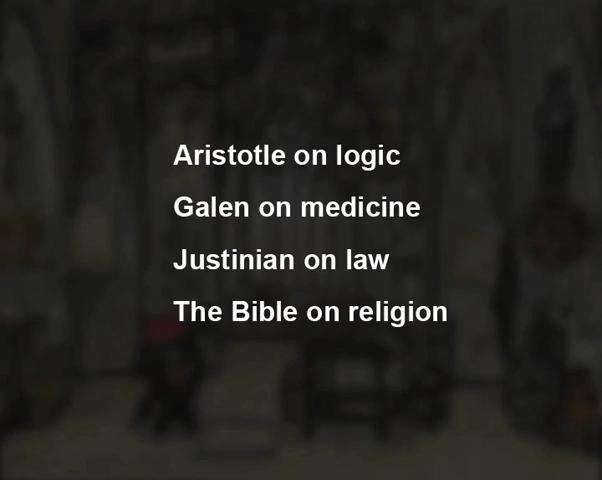 Aristotle on logic
Galen on medicine
Justinian on law
The Bible on religion